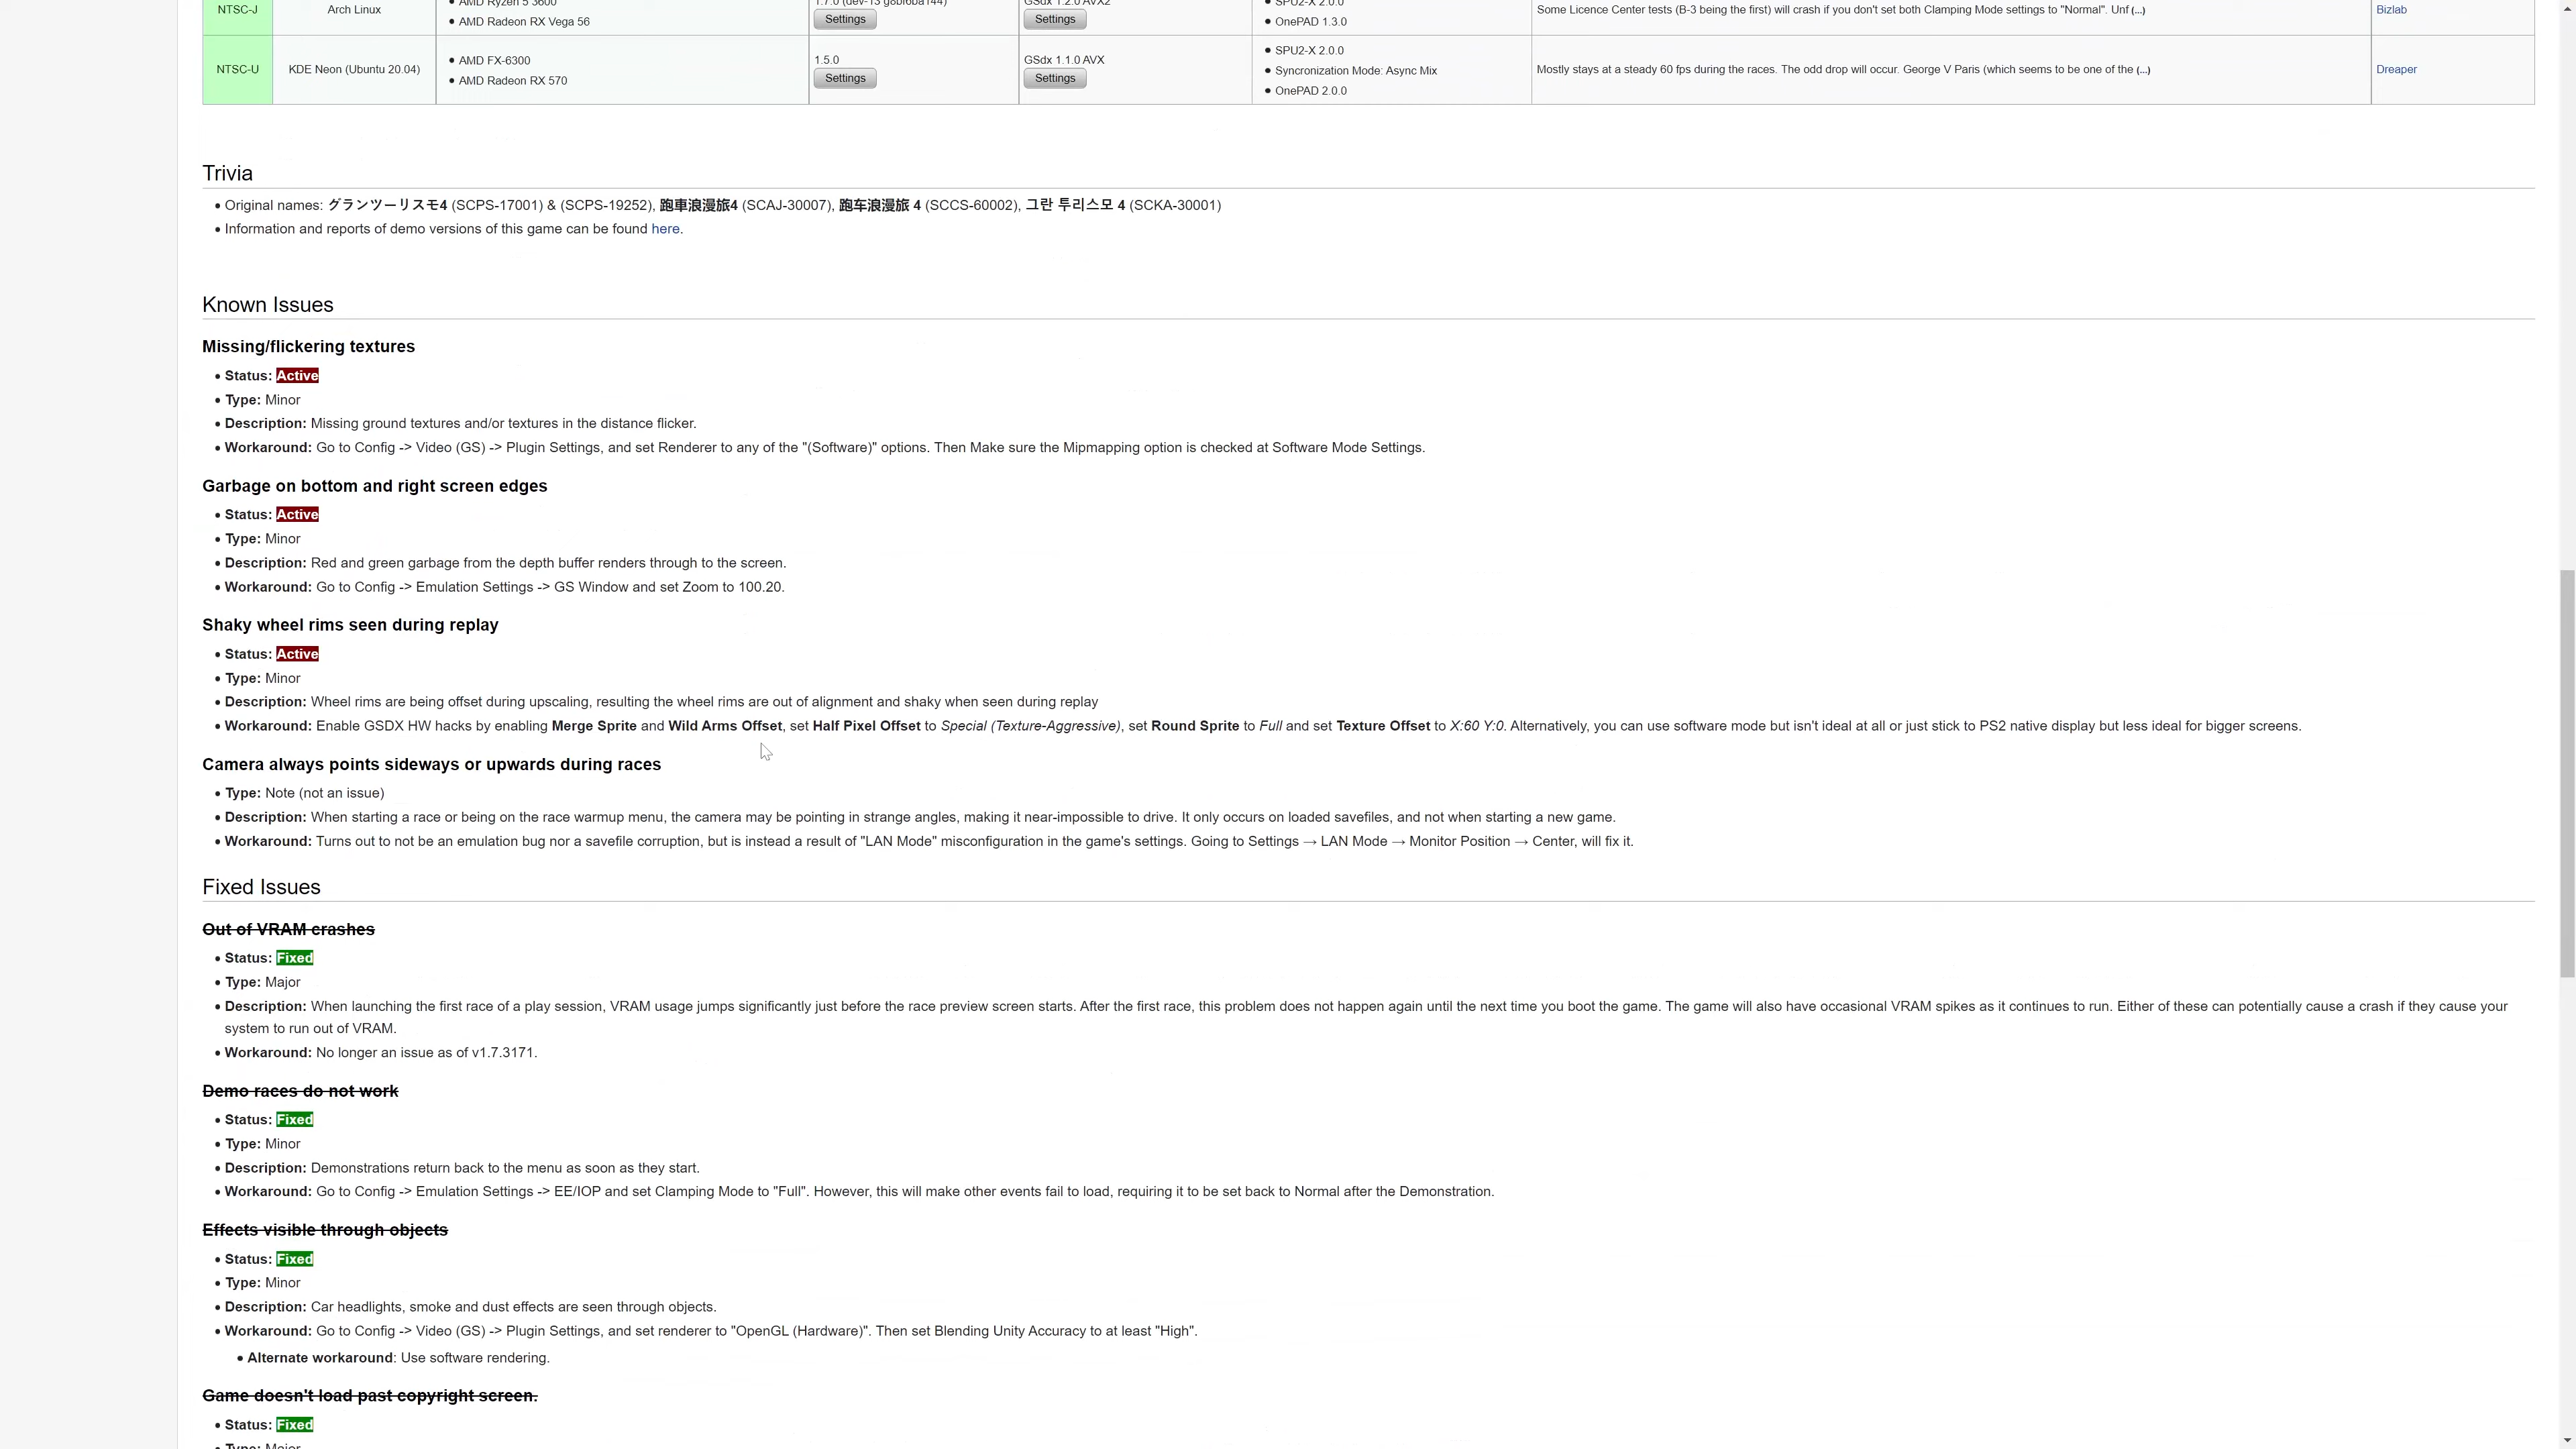 NTSC-J Arch Linux • AMD Ryzen 5 3600 1.7.0 (dev-13 g8bf6ba144) GSdx 1.2.0 AVX2 • SPU2-X 2.0.0
• AMD Radeon RX Vega 56 Settings Settings • OnePAD 1.3.0 Some Licence Center tests (B-3 being the first) will crash if you don't set both Clamping Mode settings to "Normal". Unf (...) Bizlab
NTSC-U KDE Neon (Ubuntu 20.04) • AMD FX-6300 1.5.0 GSdx 1.1.0 AVX • SPU2-X 2.0.0
• AMD Radeon RX 570 Settings Settings • Syncronization Mode: Async Mix Mostly stays at a steady 60 fps during the races. The odd drop will occur. George V Paris (which seems to be one of the (...) Dreaper
• OnePAD 2.0.0
Trivia
• Original names: グランツーリスモ4 (SCPS-17001) & (SCPS-19252), 跑車浪漫旅4 (SCAJ-30007), 跑车浪漫旅 4 (SCCS-60002), 그란 투리스모 4 (SCKA-30001)
• Information and reports of demo versions of this game can be found here.
Known Issues
Missing/flickering textures
• Status: Active
• Type: Minor
• Description: Missing ground textures and/or textures in the distance flicker.
• Workaround: Go to Config -> Video (GS) -> Plugin Settings, and set Renderer to any of the "(Software)" options. Then Make sure the Mipmapping option is checked at Software Mode Settings.
Garbage on bottom and right screen edges
• Status: Active
• Type: Minor
• Description: Red and green garbage from the depth buffer renders through to the screen.
• Workaround: Go to Config -> Emulation Settings -> GS Window and set Zoom to 100.20.
Shaky wheel rims seen during replay
• Status: Active
• Type: Minor
• Description: Wheel rims are being offset during upscaling, resulting the wheel rims are out of alignment and shaky when seen during replay
• Workaround: Enable GSDX HW hacks by enabling Merge Sprite and Wild Arms Offset, set Half Pixel Offset to Special (Texture-Aggressive), set Round Sprite to Full and set Texture Offset to X:60 Y:0. Alternatively, you can use software mode but isn't ideal at all or just stick to PS2 native display but less ideal for bigger screens.
Camera always points sideways or upwards during races
• Type: Note (not an issue)
• Description: When starting a race or being on the race warmup menu, the camera may be pointing in strange angles, making it near-impossible to drive. It only occurs on loaded savefiles, and not when starting a new game.
• Workaround: Turns out to not be an emulation bug nor a savefile corruption, but is instead a result of "LAN Mode" misconfiguration in the game's settings. Going to Settings → LAN Mode → Monitor Position → Center, will fix it.
Fixed Issues
Out of VRAM crashes
• Status: Fixed
• Type: Major
• Description: When launching the first race of a play session, VRAM usage jumps significantly just before the race preview screen starts. After the first race, this problem does not happen again until the next time you boot the game. The game will also have occasional VRAM spikes as it continues to run. Either of these can potentially cause a crash if they cause your
system to run out of VRAM.
• Workaround: No longer an issue as of v1.7.3171.
Demo races do not work
• Status: Fixed
• Type: Minor
• Description: Demonstrations return back to the menu as soon as they start.
• Workaround: Go to Config -> Emulation Settings -> EE/IOP and set Clamping Mode to "Full". However, this will make other events fail to load, requiring it to be set back to Normal after the Demonstration.
Effects visible through objects
• Status: Fixed
• Type: Minor
• Description: Car headlights, smoke and dust effects are seen through objects.
• Workaround: Go to Config -> Video (GS) -> Plugin Settings, and set renderer to "OpenGL (Hardware)". Then set Blending Unity Accuracy to at least "High".
• Alternate workaround: Use software rendering.
Game doesn't load past copyright screen.
• Status: Fixed
• Type: Major